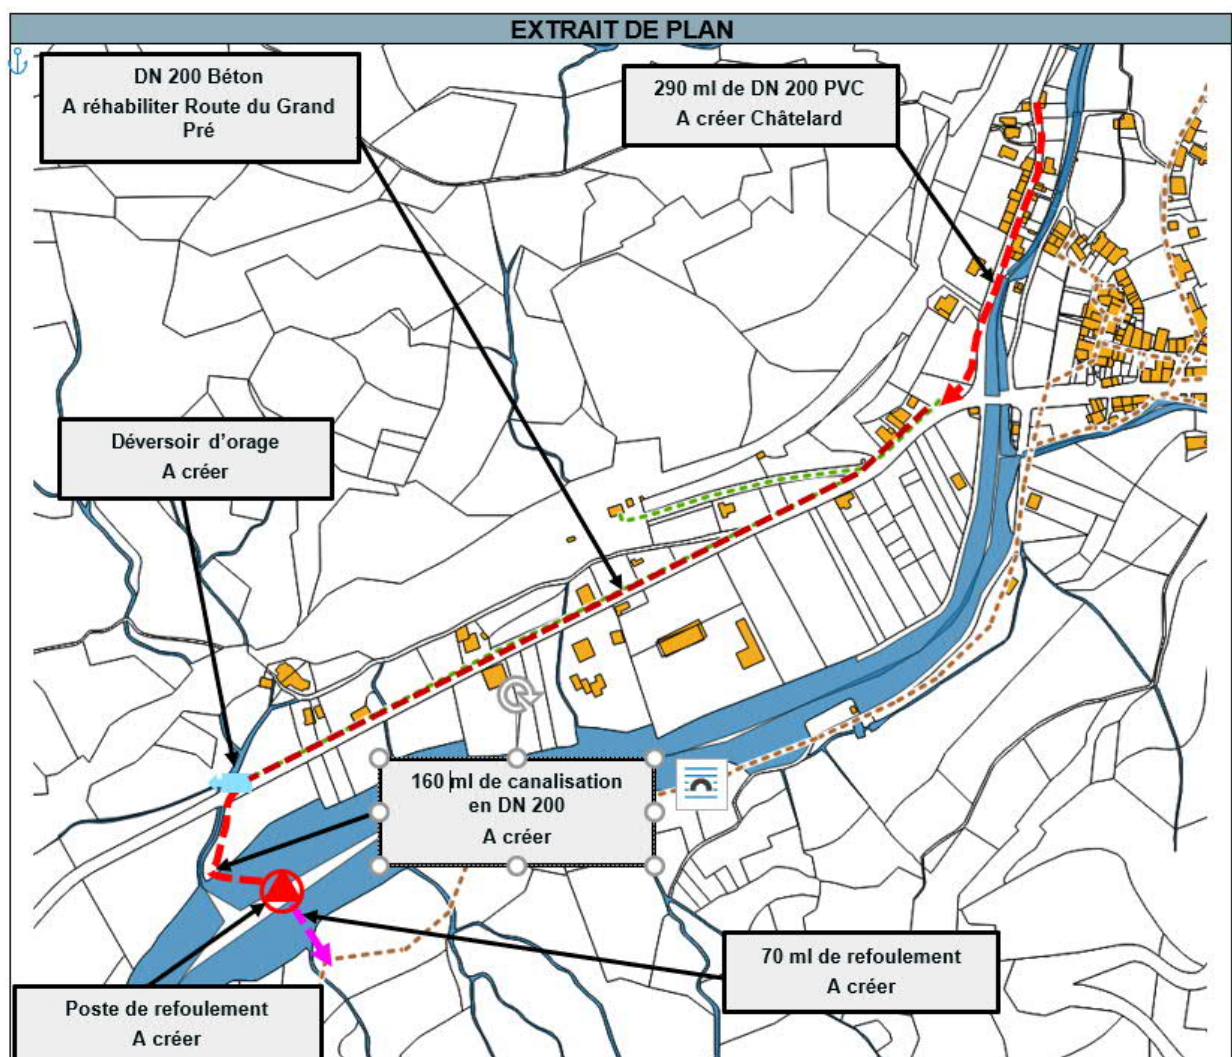 EXTRAIT DE PLAN
DN 200 Béton
A réhabiliter Route du Grand
Pré
290 ml de DN 200 PVC
A créer Châtelard
Déversoir d'orage
A créer
160 ml de canalisation
en DN 200
A créer
70 ml de refoulement
A créer
Poste de refoulement
A créer